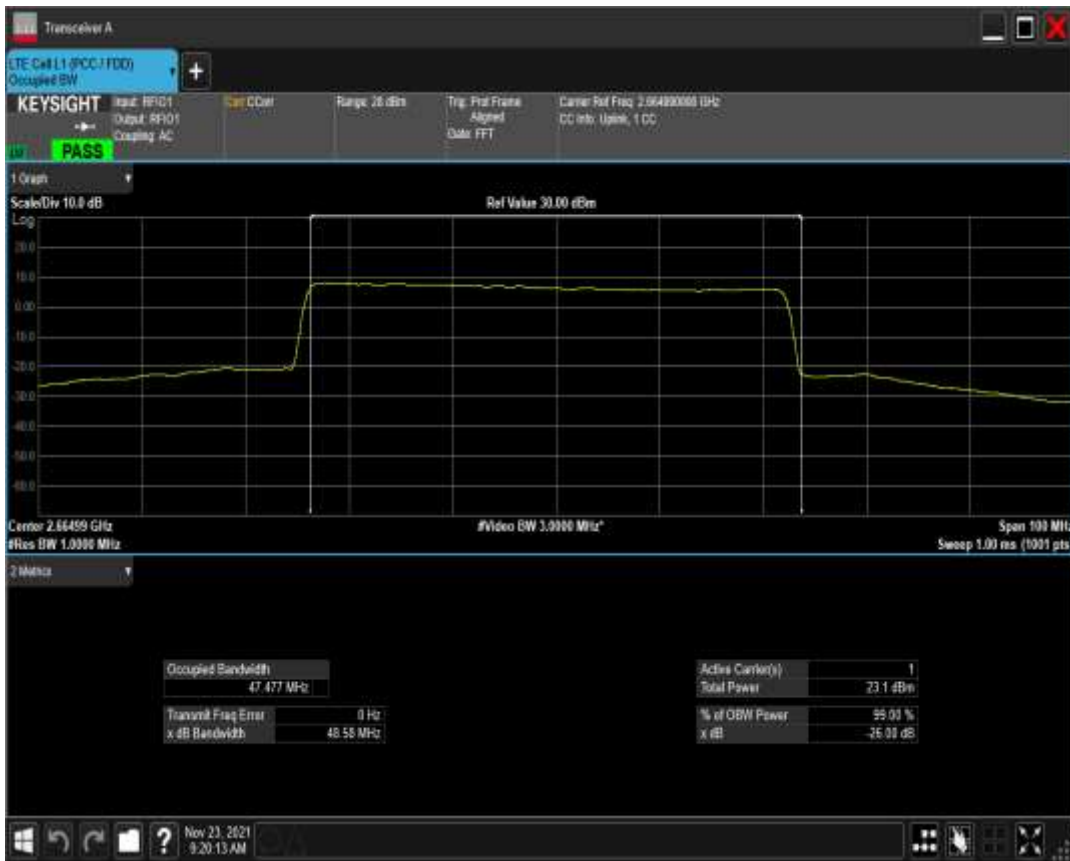 Transceiver A
LTE Cell L1 (PCC / FDD)
Occupied BW
+
KEYSIGHT
Input: RFIO1
Output: RFIO1
Coupling: AC
Corr CCorr
Range: 28 dBm
Trig: Prot Frame
Aligned
Gate: FFT
Carrier Ref Freq: 2.664990000 GHz
CC Info: Uplink, 1 CC
PASS
1 Graph
Scale/Div 10.0 dB
Ref Value 30.00 dBm
Log
20.0
10.0
0.00
-10.0
-20.0
-30.0
-40.0
-50.0
-60.0
Center 2.66499 GHz
#Video BW 3.0000 MHz*
Span 100 MHz
#Res BW 1.0000 MHz
Sweep 1.00 ms (1001 pts
2 Metrics
Occupied Bandwidth
47.477 MHz
Transmit Freq Error 0 Hz
x dB Bandwidth 48.58 MHz
Active Carrier(s) 1
Total Power 23.1 dBm
% of OBW Power 99.00 %
x dB -26.00 dB
?
Nov 23, 2021
9:20:13 AM